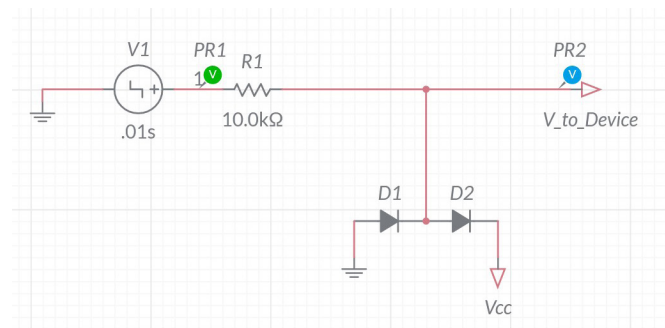 V1
PR1
R1
PR2
V
1
V
10.0kΩ
.01s
V_to_Device
D1
D2
Vcc